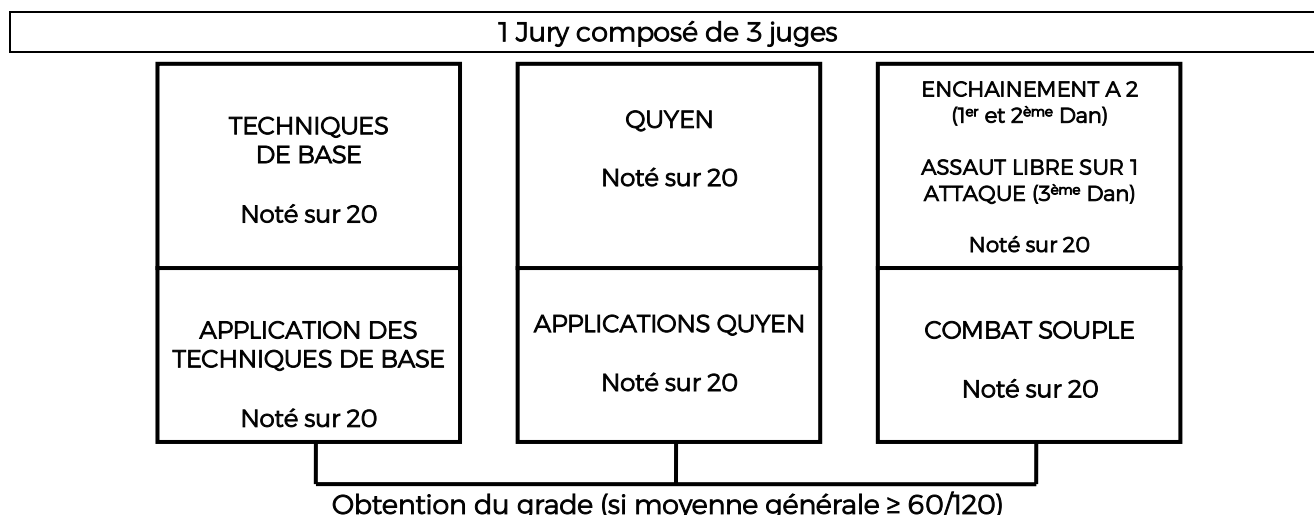 1 Jury composé de 3 juges
TECHNIQUES
DE BASE
Noté sur 20
APPLICATION DES
TECHNIQUES DE BASE
Noté sur 20
QUYEN
Noté sur 20
APPLICATIONS QUYEN
Noté sur 20
ENCHAINEMENT A 2
(1er et 2ème Dan)
ASSAUT LIBRE SUR 1
ATTAQUE (3ème Dan)
Noté sur 20
COMBAT SOUPLE
Noté sur 20
Obtention du grade (si moyenne générale ≥ 60/120)